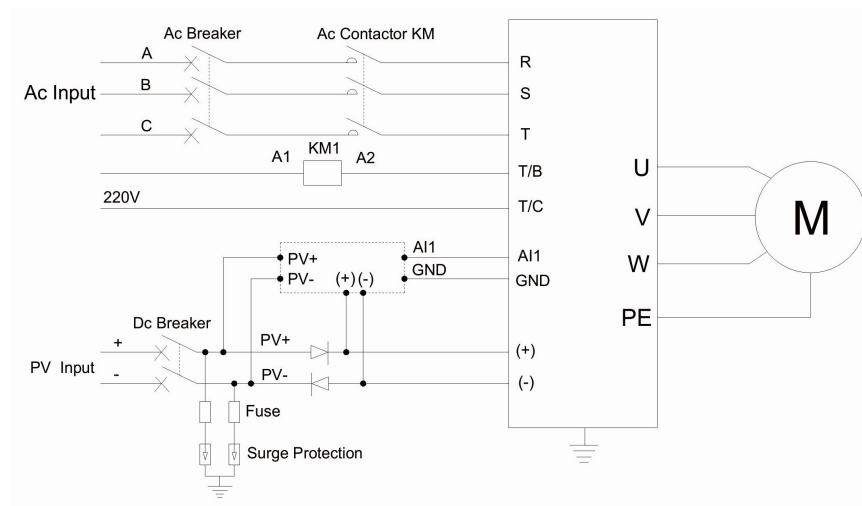 Ac Breaker Ac Contactor KM
A R
Ac Input B S
C T
A1 KM1 A2
T/B U
220V T/C V
M
AI1 AI1 W
PV+
GND GND
PV- (+) (-)
PE
Dc Breaker
+ PV+ (+)
PV Input
- PV- (-)
Fuse
Surge Protection